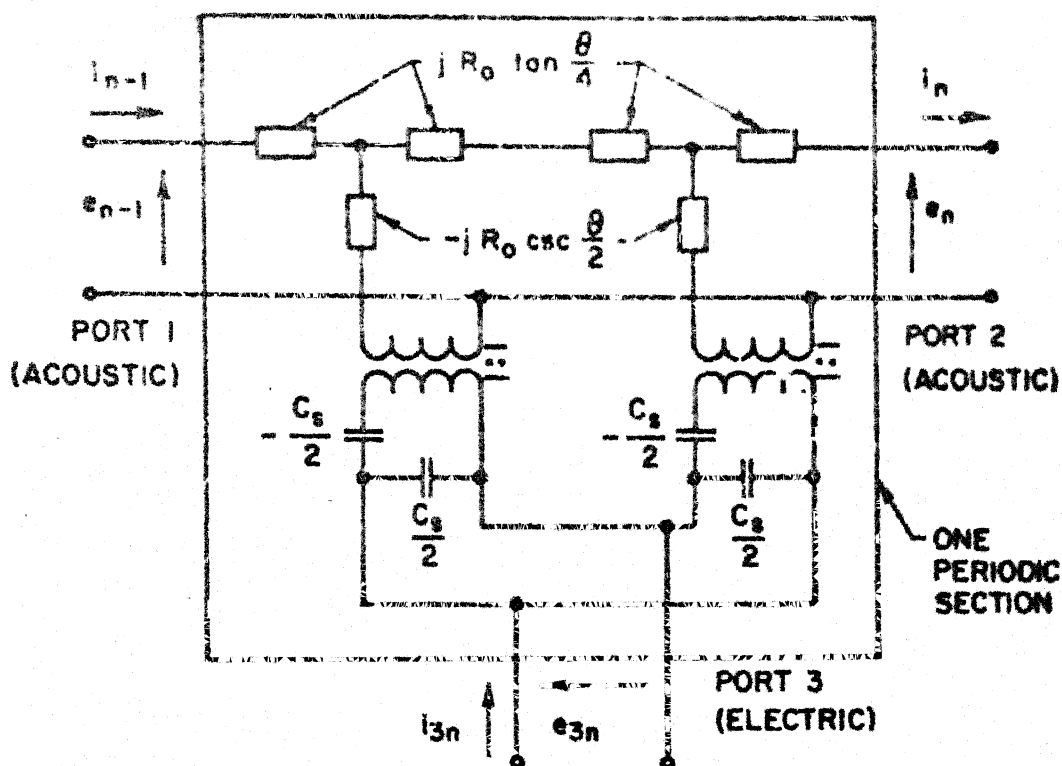 i_{n-1}
j R_0 tan θ/4
i_n
e_{n-1}
-j R_0 csc θ/2
e_n
PORT 1
(ACOUSTIC)
PORT 2
(ACOUSTIC)
- C_s/2
- C_s/2
C_s/2
C_s/2
ONE
PERIODIC
SECTION
PORT 3
(ELECTRIC)
i_{3n}
e_{3n}